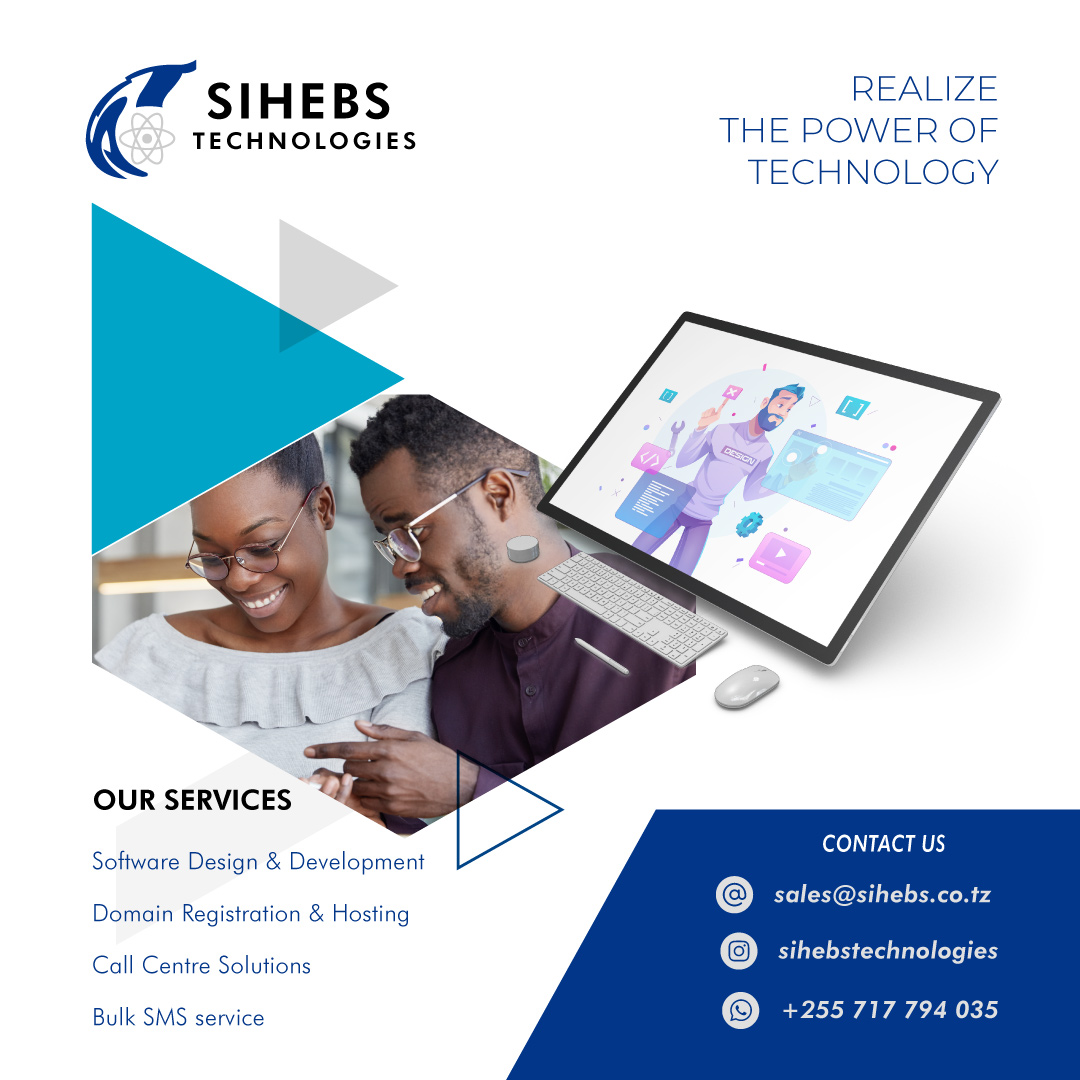 SIHEBS
TECHNOLOGIES
REALIZE
THE POWER OF
TECHNOLOGY
DESIGN
OUR SERVICES
Software Design & Development
Domain Registration & Hosting
Call Centre Solutions
Bulk SMS service
CONTACT US
sales@sihebs.co.tz
sihebstechnologies
+255 717 794 035